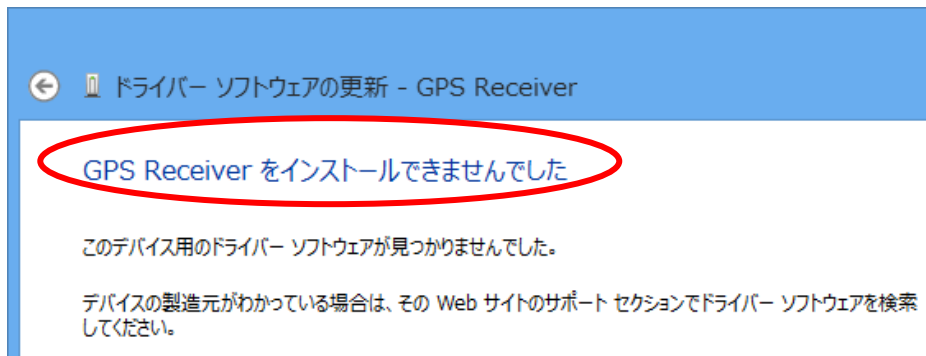 ドライバー ソフトウェアの更新 - GPS Receiver
GPS Receiver をインストールできませんでした
このデバイス用のドライバー ソフトウェアが見つかりませんでした。
デバイスの製造元がわかっている場合は、その Web サイトのサポート セクションでドライバー ソフトウェアを検索
してください。